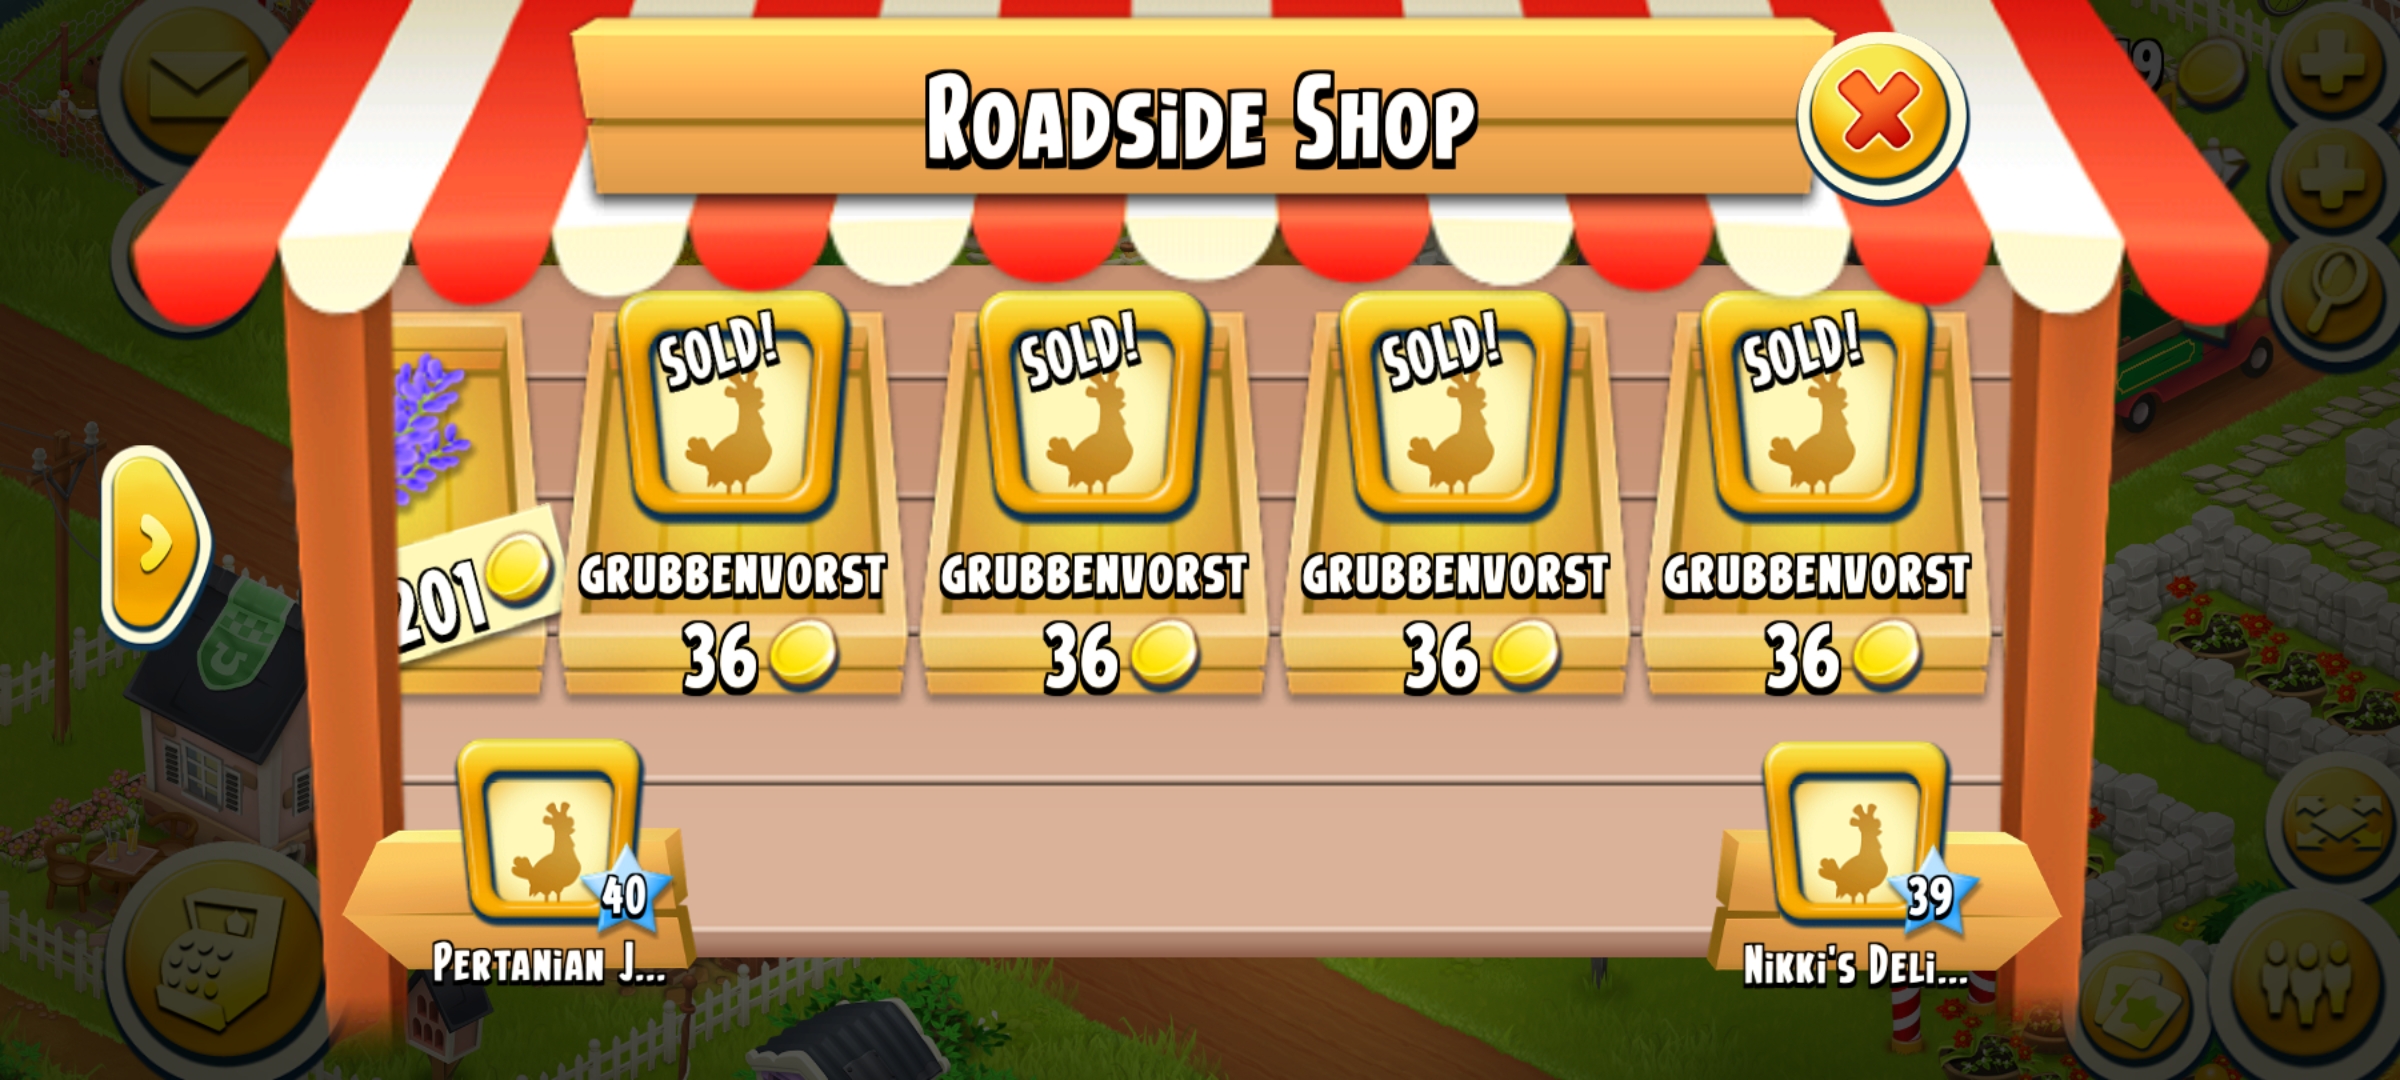 ROADSIDE SHOP
SOLD! SOLD! SOLD! SOLD!
GRUBBENVORST GRUBBENVORST GRUBBENVORST GRUBBENVORST
201 36 36 36 36
40 39
PERTANIAN J... NIKKI'S DELI...